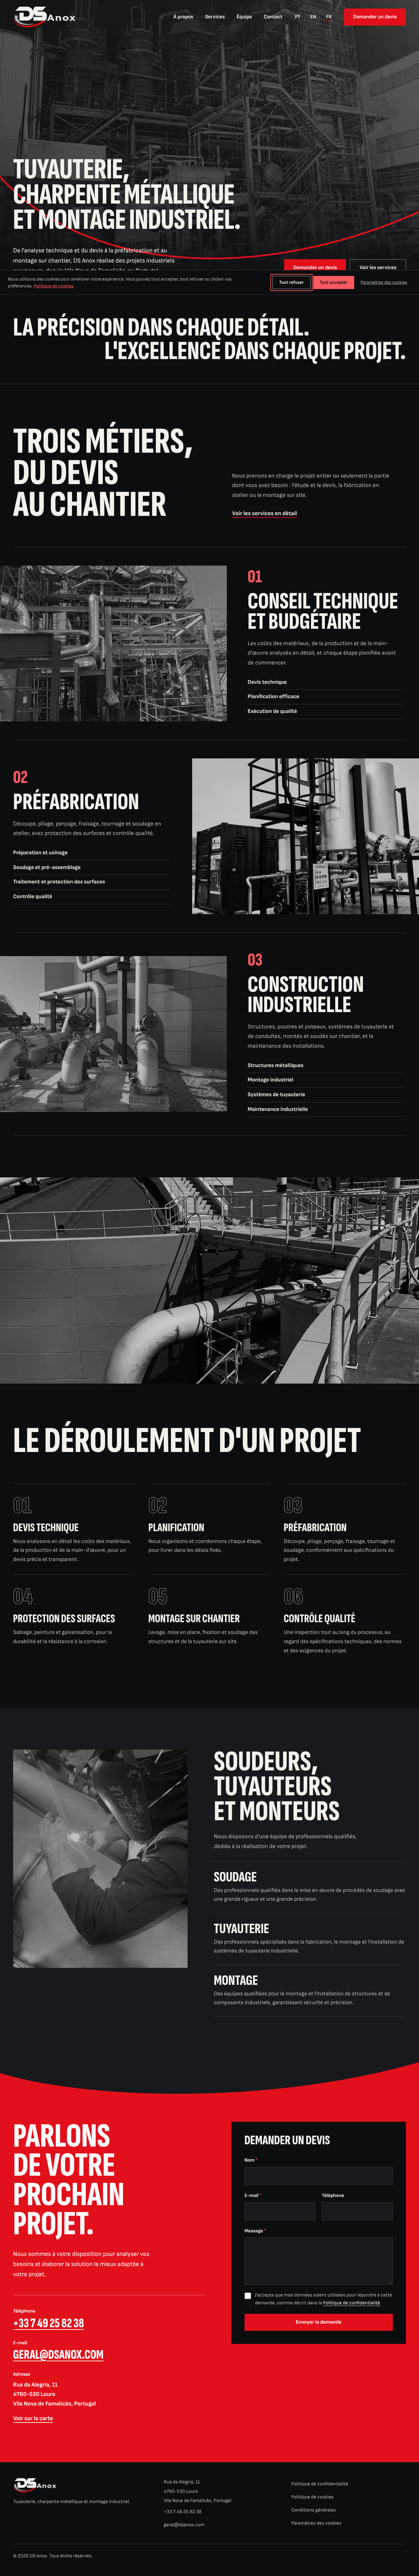 DS Anox
À propos
Services
Équipe
Contact
PT
EN
FR
Demander un devis
TUYAUTERIE,
CHARPENTE MÉTALLIQUE
ET MONTAGE INDUSTRIEL.
De l'analyse technique et du devis à la préfabrication et au
montage sur chantier, DS Anox réalise des projets industriels
Demander un devis
Voir les services
Nous utilisons des cookies pour améliorer votre expérience. Vous pouvez tout accepter, tout refuser ou choisir vos
préférences. Politique de cookies.
Tout refuser
Tout accepter
Paramètres des cookies
LA PRÉCISION DANS CHAQUE DÉTAIL.
L'EXCELLENCE DANS CHAQUE PROJET.
TROIS MÉTIERS,
DU DEVIS
AU CHANTIER
Nous prenons en charge le projet entier ou seulement la partie
dont vous avez besoin : l'étude et le devis, la fabrication en
atelier ou le montage sur site.
Voir les services en détail
01
CONSEIL TECHNIQUE
ET BUDGÉTAIRE
Les coûts des matériaux, de la production et de la main-
d'œuvre analysés en détail, et chaque étape planifiée avant
de commencer.
Devis technique
Planification efficace
Exécution de qualité
02
PRÉFABRICATION
Découpe, pliage, perçage, fraisage, tournage et soudage en
atelier, avec protection des surfaces et contrôle qualité.
Préparation et usinage
Soudage et pré-assemblage
Traitement et protection des surfaces
Contrôle qualité
03
CONSTRUCTION
INDUSTRIELLE
Structures, poutres et poteaux, systèmes de tuyauterie et
de conduites, montés et soudés sur chantier, et la
maintenance des installations.
Structures métalliques
Montage industriel
Systèmes de tuyauterie
Maintenance industrielle
LE DÉROULEMENT D'UN PROJET
01
DEVIS TECHNIQUE
Nous analysons en détail les coûts des matériaux,
de la production et de la main-d'œuvre, pour un
devis précis et transparent.
02
PLANIFICATION
Nous organisons et coordonnons chaque étape,
pour livrer dans les délais fixés.
03
PRÉFABRICATION
Découpe, pliage, perçage, fraisage, tournage et
soudage, conformément aux spécifications du
projet.
04
PROTECTION DES SURFACES
Sablage, peinture et galvanisation, pour la
durabilité et la résistance à la corrosion.
05
MONTAGE SUR CHANTIER
Levage, mise en place, fixation et soudage des
structures et de la tuyauterie sur site.
06
CONTRÔLE QUALITÉ
Une inspection tout au long du processus, au
regard des spécifications techniques, des normes
et des exigences du projet.
SOUDEURS,
TUYAUTEURS
ET MONTEURS
Nous disposons d'une équipe de professionnels qualifiés,
dédiés à la réalisation de votre projet.
SOUDAGE
Des professionnels qualifiés dans la mise en œuvre de procédés de soudage avec
une grande rigueur et une grande précision.
TUYAUTERIE
Des professionnels spécialisés dans la fabrication, le montage et l'installation de
systèmes de tuyauterie industrielle.
MONTAGE
Des équipes qualifiées pour le montage et l'installation de structures et de
composants industriels, garantissant sécurité et précision.
PARLONS
DE VOTRE
PROCHAIN
PROJET.
Nous sommes à votre disposition pour analyser vos
besoins et élaborer la solution la mieux adaptée à
votre projet.
Téléphone
+33 7 49 25 82 38
E-mail
GERAL@DSANOX.COM
Adresse
Rua da Alegria, 11
4760-530 Louro
Vila Nova de Famalicão, Portugal
Voir sur la carte
DEMANDER UN DEVIS
Nom *
E-mail *
Téléphone
Message *
J'accepte que mes données soient utilisées pour répondre à cette
demande, comme décrit dans la Politique de confidentialité.
Envoyer la demande
DS Anox
Tuyauterie, charpente métallique et montage industriel.
Rua da Alegria, 11
4760-530 Louro
Vila Nova de Famalicão, Portugal
+33 7 49 25 82 38
geral@dsanox.com
Politique de confidentialité
Politique de cookies
Conditions générales
Paramètres des cookies
© 2026 DS Anox. Tous droits réservés.